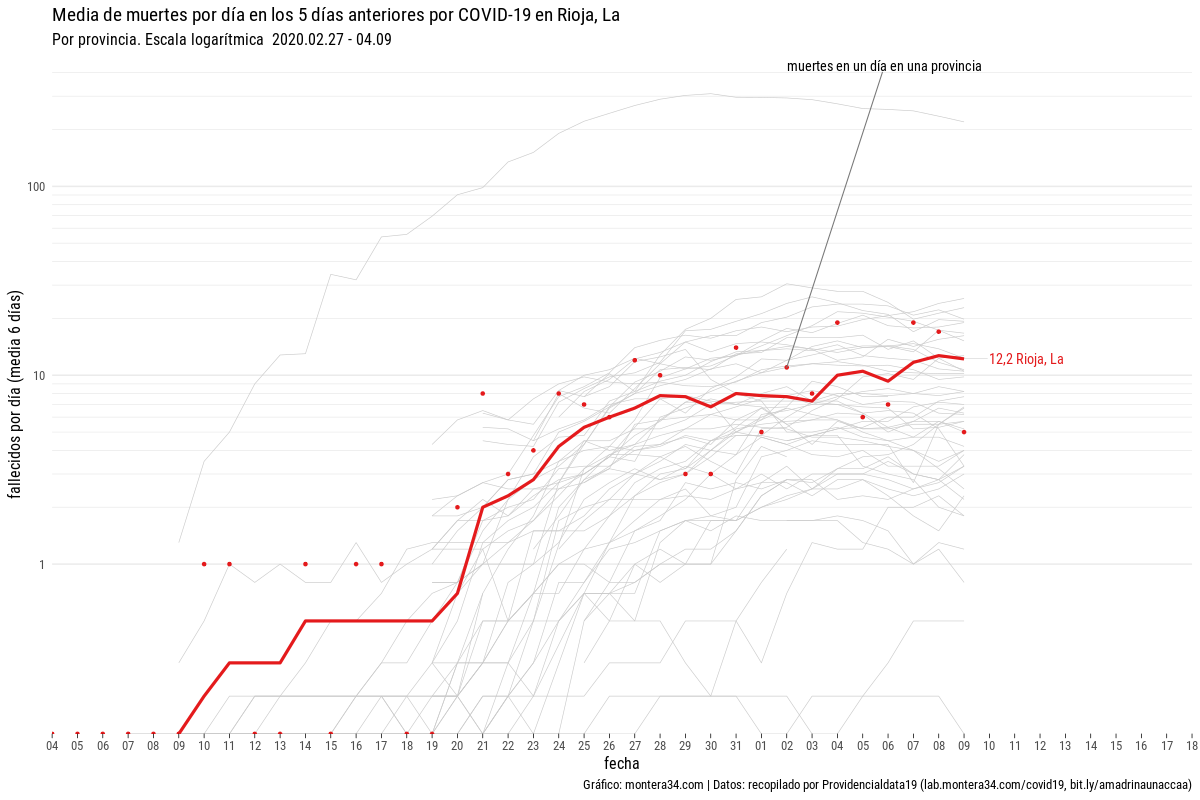 Media de muertes por día en los 5 días anteriores por COVID-19 en Rioja, La
Por provincia. Escala logarítmica  2020.02.27 - 04.09
muertes en un día en una provincia
fallecidos por día (media 6 días)
100
10
1
12,2 Rioja, La
04 05 06 07 08 09 10 11 12 13 14 15 16 17 18 19 20 21 22 23 24 25 26 27 28 29 30 31 01 02 03 04 05 06 07 08 09 10 11 12 13 14 15 16 17 18
fecha
Gráfico: montera34.com | Datos: recopilado por Providencialdata19 (lab.montera34.com/covid19, bit.ly/amadrinaunaccaa)